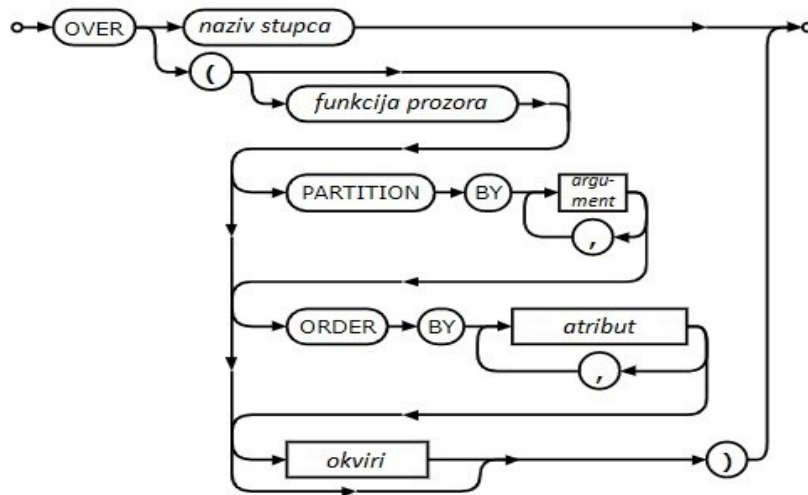 OVER naziv stupca
(
funkcija prozora
PARTITION BY argu-
ment
,
ORDER BY atribut
,
okviri )